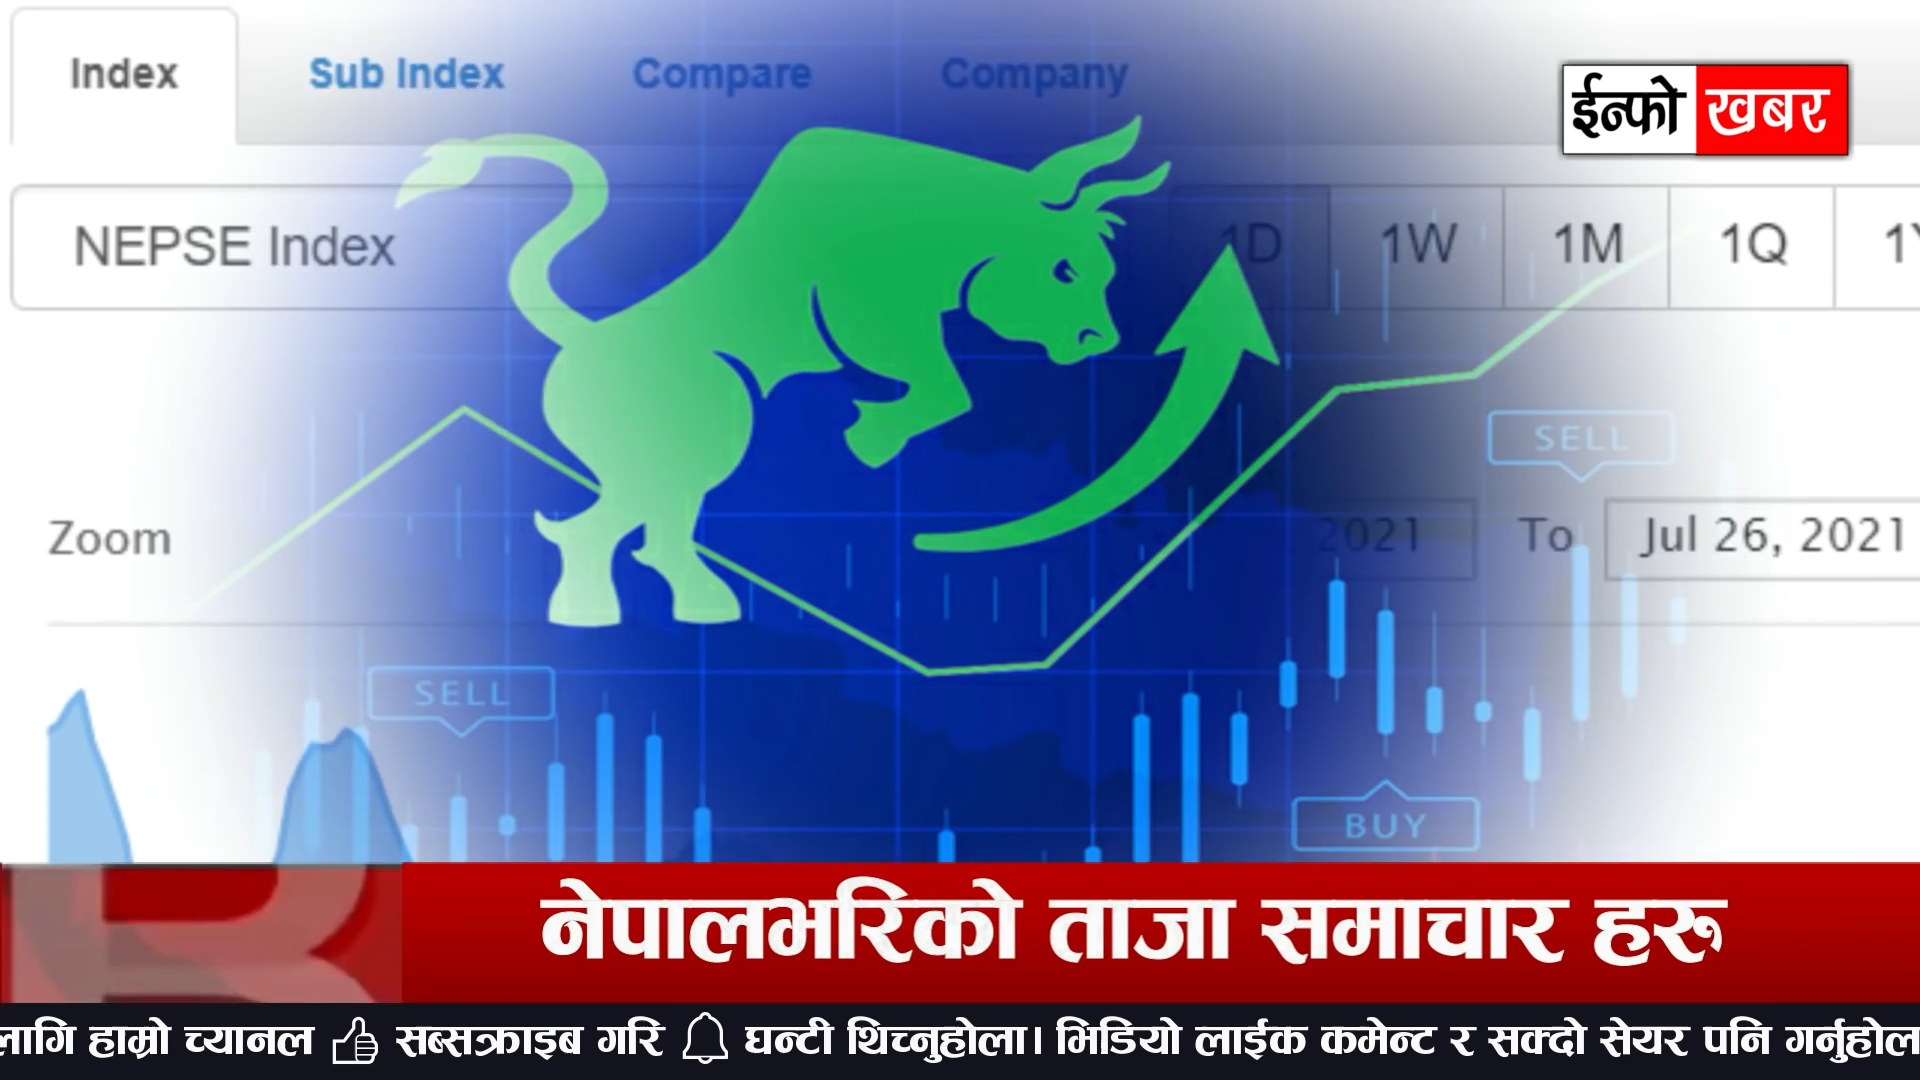 Index Sub Index Compare Company
ईन्फो खबर
NEPSE Index 1D 1W 1M 1Q
SELL
Zoom 2021 To Jul 26, 2021
SELL
BUY
नेपालभरिको ताजा समाचार हरु
लागि हाम्रो च्यानल सब्सक्राइब गरि घन्टी थिच्नुहोला। भिडियो लाईक कमेन्ट र सक्दो सेयर पनि गर्नुहोल